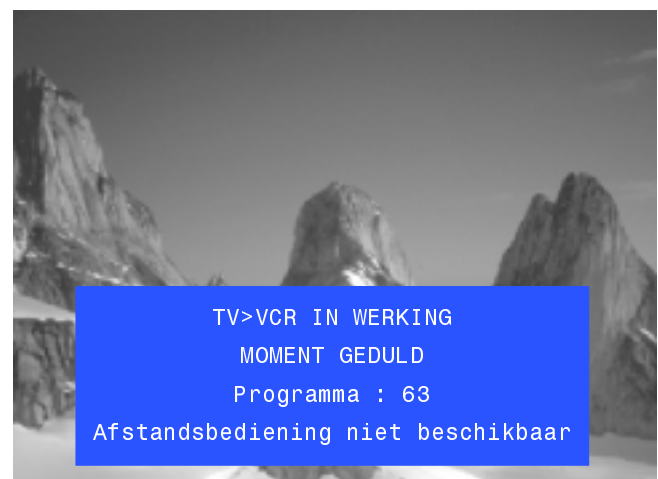 TV>VCR IN WERKING
MOMENT GEDULD
Programma : 63
Afstandsbediening niet beschikbaar